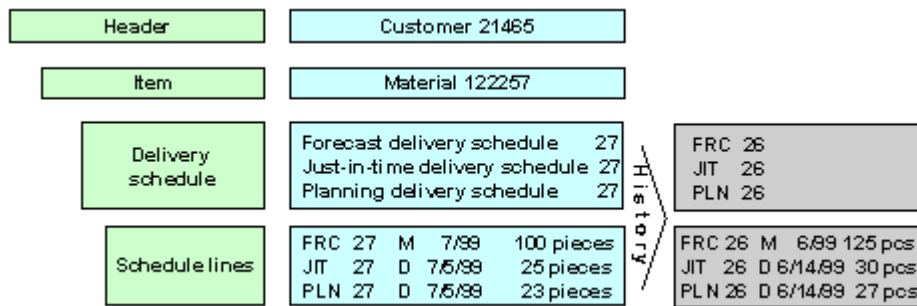 Header
Customer 21465
Item
Material 122257
Delivery
schedule
Forecast delivery schedule 27
Just-in-time delivery schedule 27
Planning delivery schedule 27
History
FRC 26
JIT 26
PLN 26
Schedule lines
FRC 27 M 7/99 100 pieces
JIT 27 D 7/5/99 25 pieces
PLN 27 D 7/5/99 23 pieces
FRC 26 M 6/99 125 pcs
JIT 26 D 6/14/99 30 pcs
PLN 26 D 6/14/99 27 pcs